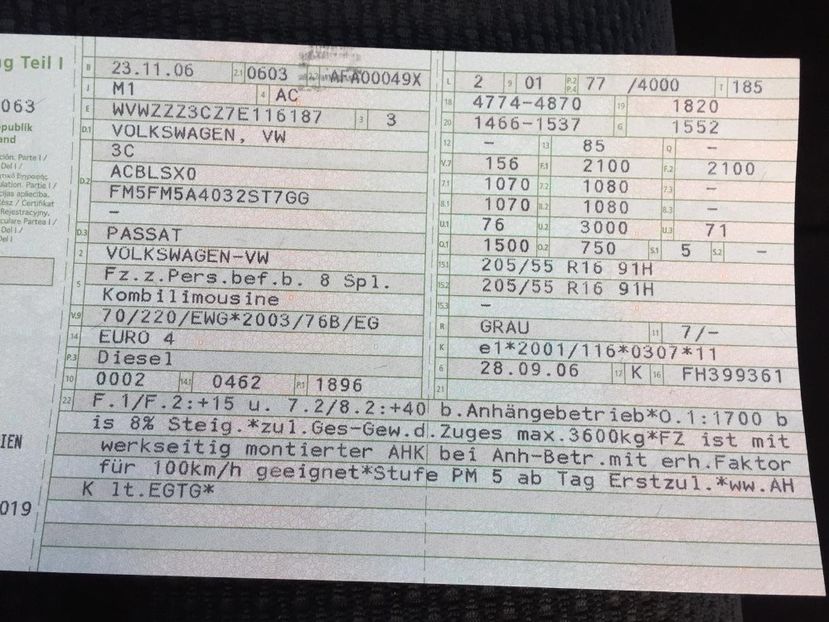 ng Teil I
063
epublik
and
ción. Parte I /
Del I /
Del I /
Del I
IEN
019
B 23.11.06 2.1 0603 AFA00049X
J M1 4 AC
E WVWZZZ3CZ7E116187 3 3
D.1 VOLKSWAGEN, VW
3C
D.2 ACBLSX0
FM5FM5A4032ST7GG
–
D.3 PASSAT
2 VOLKSWAGEN-VW
5 Fz.z.Pers.bef.b. 8 Spl.
Kombilimousine
V.9 70/220/EWG*2003/76B/EG
14 EURO 4
P.3 Diesel
10 0002 14.1 0462 P.1 1896
L 2 9 01 P.2 P.4 77 /4000 T 185
18 4774-4870 19 1820
20 1466-1537 G 1552
12 – 13 85 Q –
V.7 156 F.1 2100 F.2 2100
7.1 1070 7.2 1080 7.3 –
8.1 1070 8.2 1080 8.3 –
U.1 76 U.2 3000 U.3 71
O.1 1500 O.2 750 S.1 5 S.2 –
15.1 205/55 R16 91H
15.2 205/55 R16 91H
15.3 –
R GRAU 11 7/-
K e1*2001/116*0307*11
6 28.09.06 17 K 16 FH399361
21
22 F.1/F.2:+15 u. 7.2/8.2:+40 b.Anhängebetrieb*O.1:1700 b
is 8% Steig.*zul.Ges-Gew.d.Zuges max.3600kg*FZ ist mit
werkseitig montierter AHK bei Anh-Betr.mit erh.Faktor
für 100km/h geeignet*Stufe PM 5 ab Tag Erstzul.*ww.AH
K lt.EGTG*